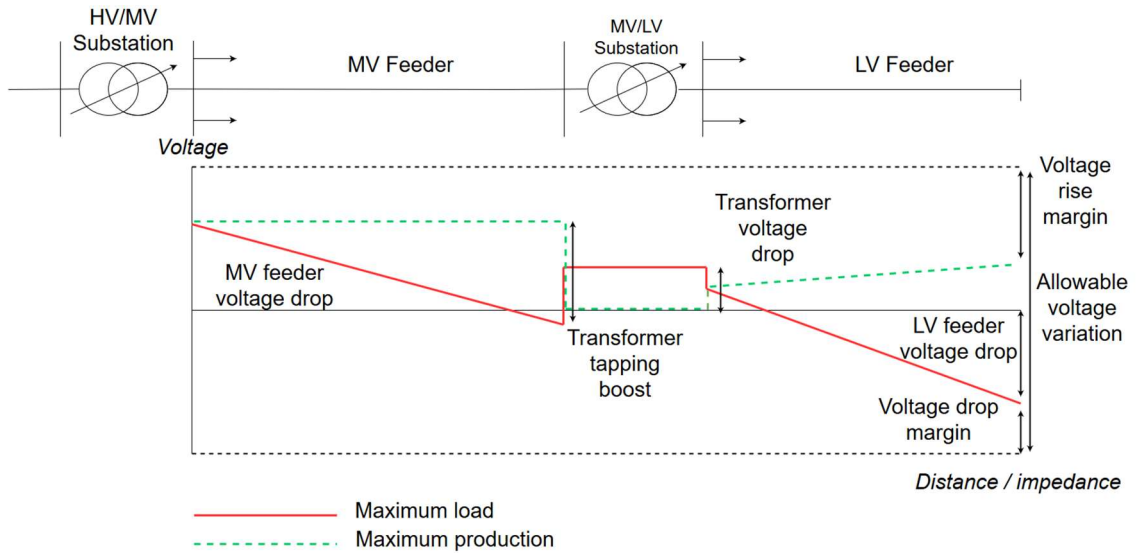 HV/MV
Substation
MV Feeder
MV/LV
Substation
LV Feeder
Voltage
Voltage
rise
margin
Transformer
voltage
drop
MV feeder
voltage drop
Allowable
voltage
variation
Transformer
tapping
boost
LV feeder
voltage drop
Voltage drop
margin
Distance / impedance
Maximum load
Maximum production